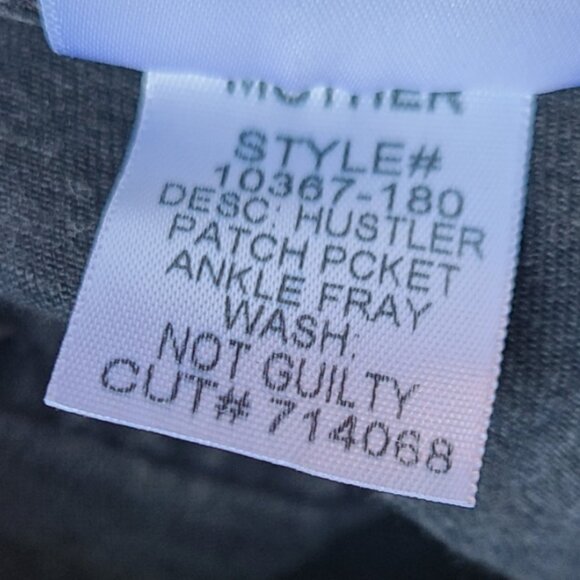 MOTHER
STYLE#
10367-180
DESC: HUSTLER
PATCH PCKET
ANKLE FRAY
WASH:
NOT GUILTY
CUT# 714068